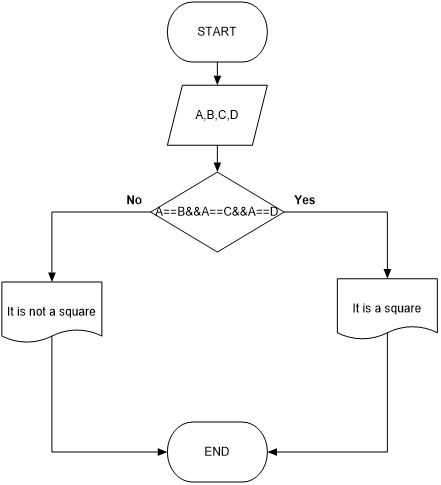 START
A,B,C,D
No
Yes
A==B&&A==C&&A==D
It is not a square
It is a square
END